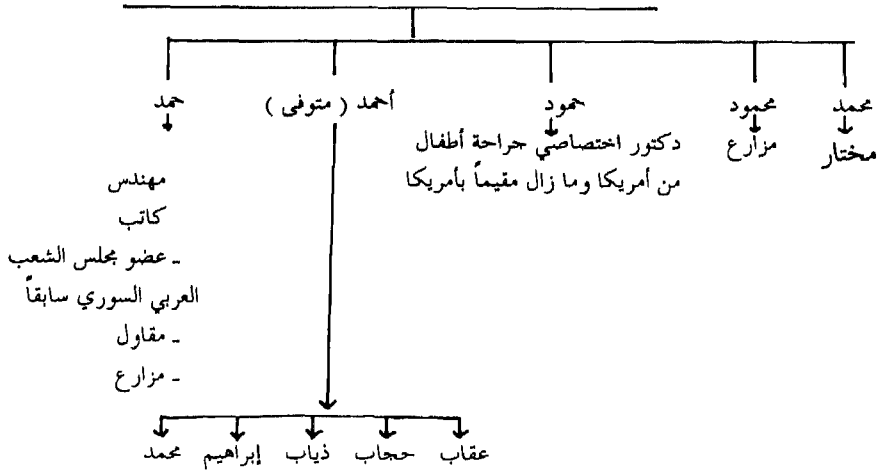 محمد محمود حمود أحمد ( متوفى ) حمد
مختار مزارع دكتور اختصاصي جراحة أطفال
من أمريكا وما زال مقيماً بأمريكا
مهندس
كاتب
- عضو مجلس الشعب
العربي السوري سابقاً
- مقاول
- مزارع
عقاب حجاب ذياب إبراهيم محمد